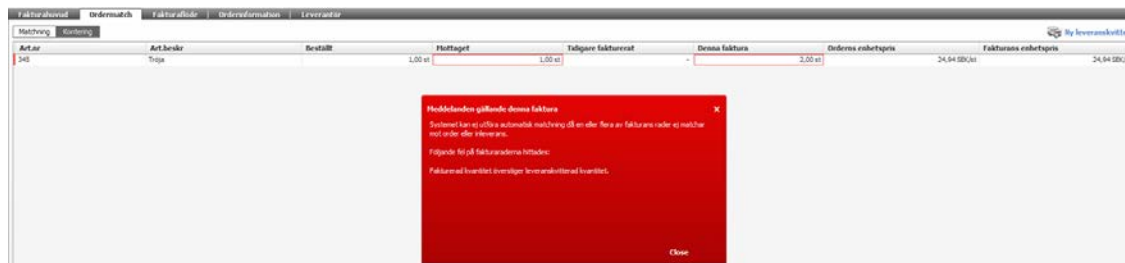 Fakturahuvud Ordermatch Fakturaflöde Orderinformation Leverantör
Matchning Kontering
Ny leveranskvitte
Art.nr Art.beskr Beställt Mottaget Tidigare fakturerat Denna faktura Orderns enhetspris Fakturans enhetspris
345 Tröja 1,00 st 1,00 st - 2,00 st 24,94 SEK/st 24,94 SEK/
Meddelanden gällande denna faktura x
Systemet kan ej utföra automatisk matchning då en eller flera av fakturans rader ej matchar
mot order eller inleverans.
Följande fel på fakturaraderna hittades:
Fakturerad kvantitet överstiger leveranskvitterad kvantitet.
Close